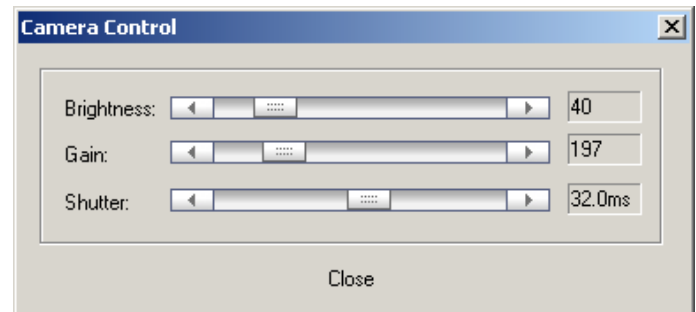 Camera Control
Brightness: 40
Gain: 197
Shutter: 32.0ms
Close